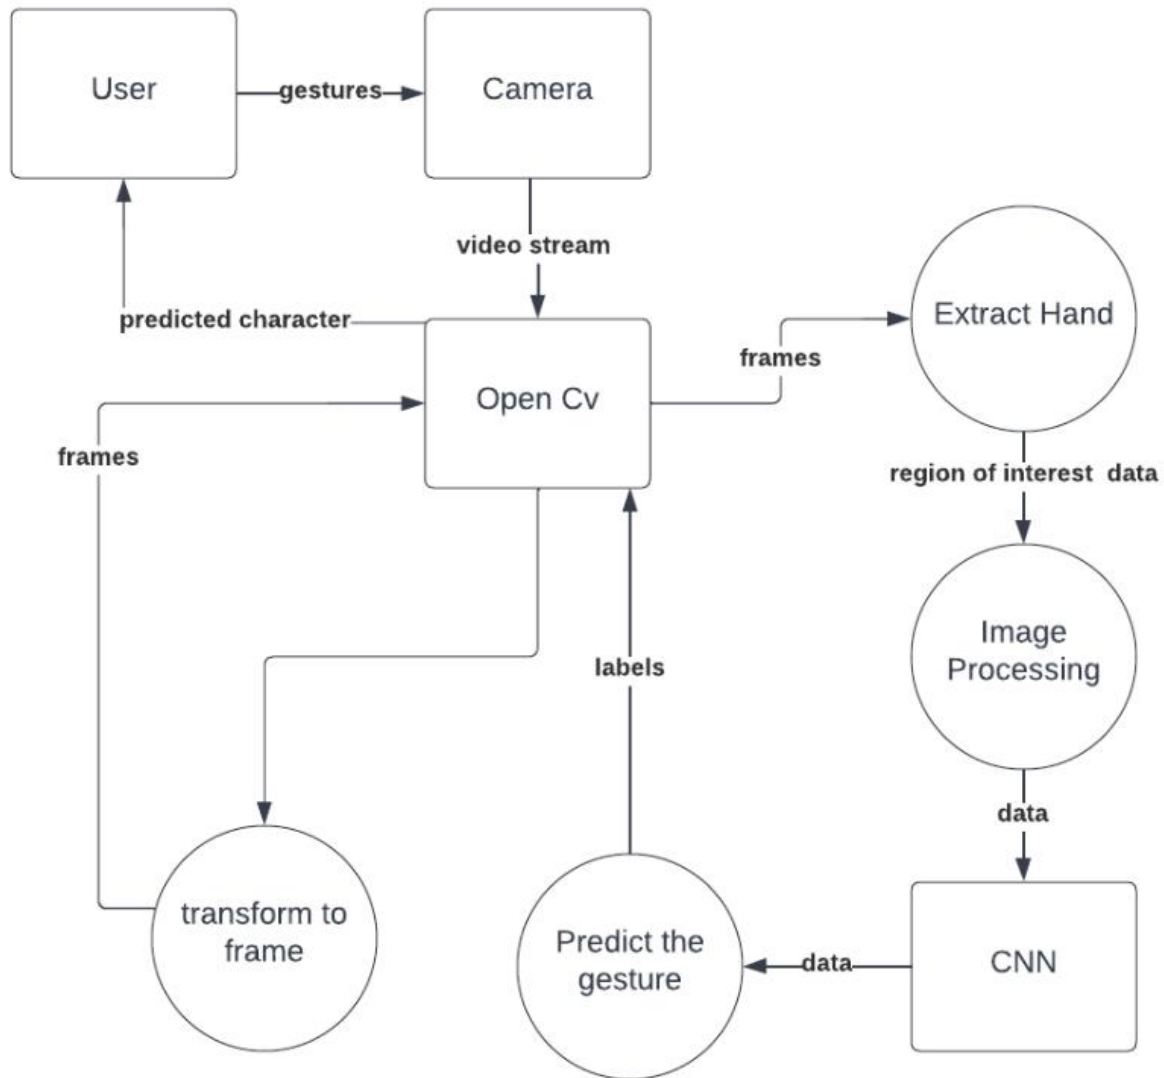 User
gestures
Camera
video stream
predicted character
Extract Hand
frames
Open Cv
frames
region of interest data
Image
Processing
labels
data
transform to
frame
Predict the
gesture
data
CNN